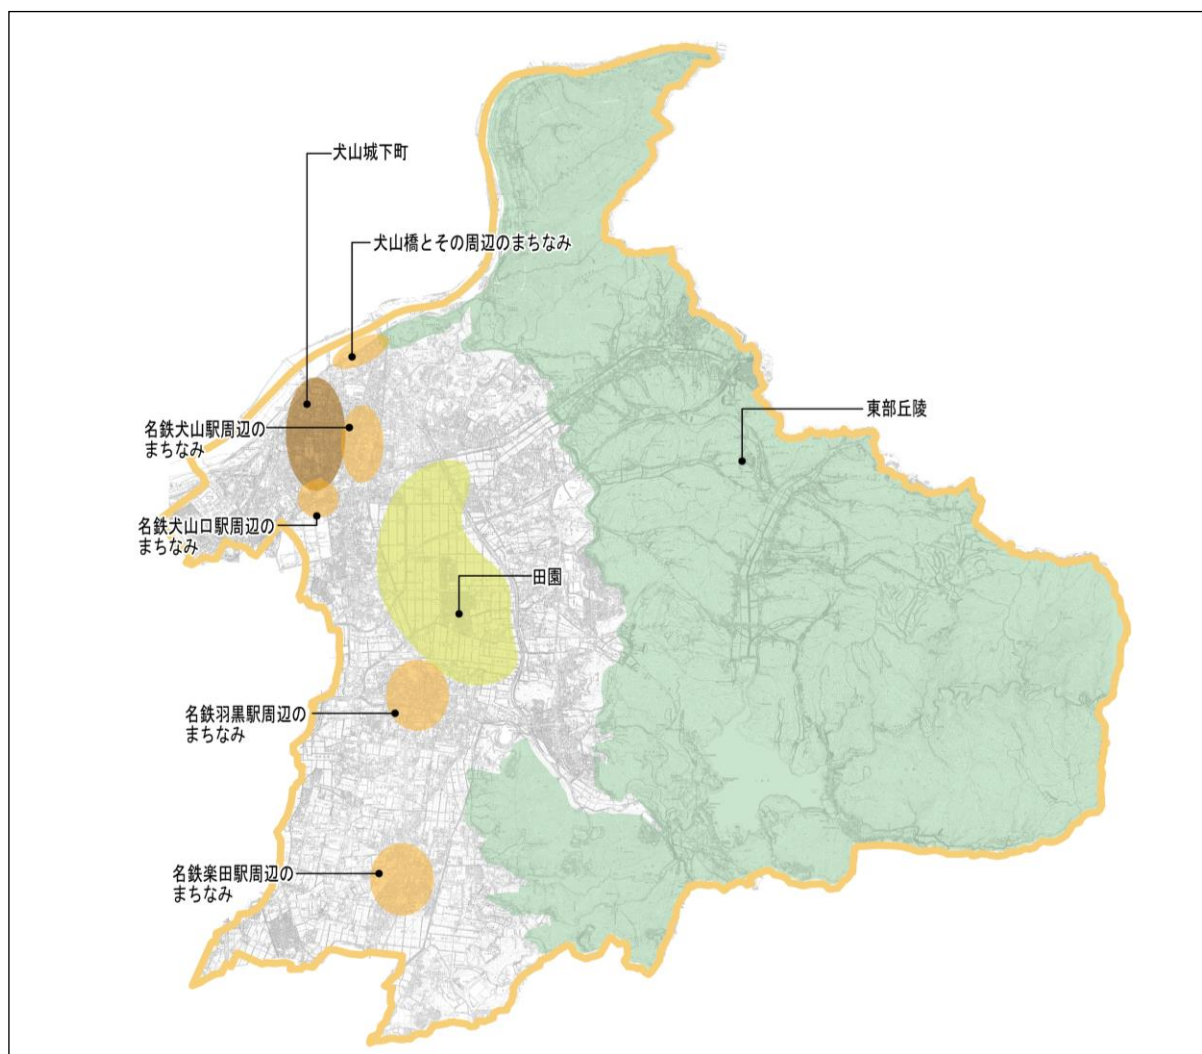 犬山城下町
犬山橋とその周辺のまちなみ
東部丘陵
名鉄犬山駅周辺の
まちなみ
名鉄犬山口駅周辺の
まちなみ
田園
名鉄羽黒駅周辺の
まちなみ
名鉄楽田駅周辺の
まちなみ